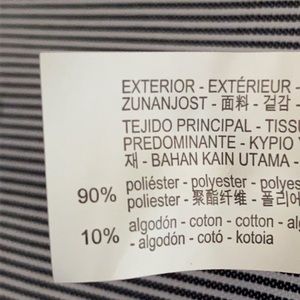 EXTERIOR - EXTÉRIEUR -
ZUNANJOST - 面料 - 겉감 -
TEJIDO PRINCIPAL - TISSU
PREDOMINANTE - KYPIO
재 - BAHAN KAIN UTAMA -
90% poliéster - polyester - polyes
poliester - 聚酯纤维 - 폴리에
10% algodón - coton - cotton - alg
- algodão - cotó - kotoia